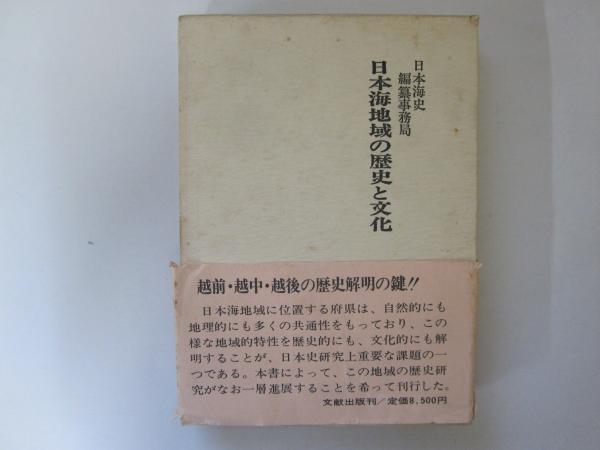 日本海史
編纂事務局
日本海地域の歴史と文化
越前・越中・越後の歴史解明の鍵!!
日本海地域に位置する府県は、自然的にも
地理的にも多くの共通性をもっており、この
様な地域的特性を歴史的にも、文化的にも解
明することが、日本史研究上重要な課題の一
つである。本書によって、この地域の歴史研
究がなお一層進展することを希って刊行した。
文献出版刊／定価8,500円